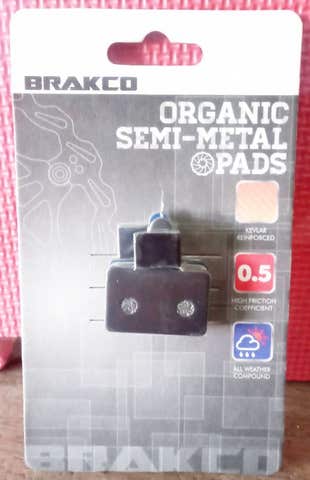 BRAKCO
ORGANIC
SEMI-METAL
PADS
KEVLAR
REINFORCED
0.5
HIGH FRICTION
COEFFICIENT
ALL WEATHER
COMPOUND
BRAKCO